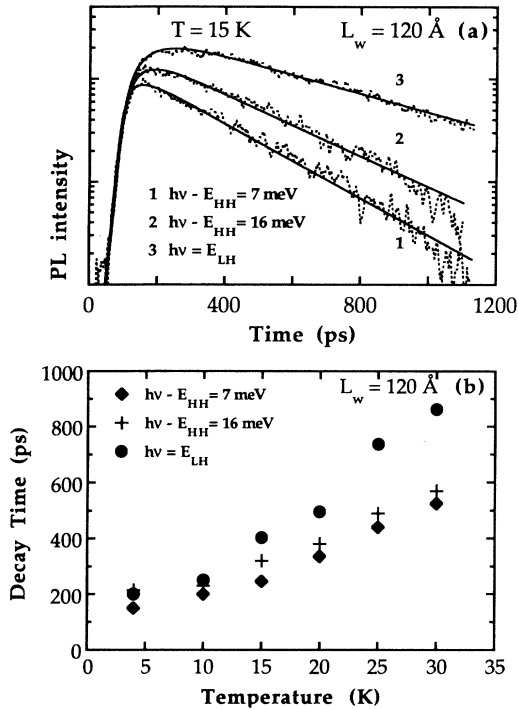 T = 15 K
L_w = 120 Å (a)
3
2
1
1 hν - E_HH = 7 meV
2 hν - E_HH = 16 meV
3 hν = E_LH
PL intensity
0 400 800 1200
Time (ps)
L_w = 120 Å (b)
◆ hν - E_HH = 7 meV
+ hν - E_HH = 16 meV
● hν = E_LH
1000
800
600
400
200
0
Decay Time (ps)
0 5 10 15 20 25 30 35
Temperature (K)